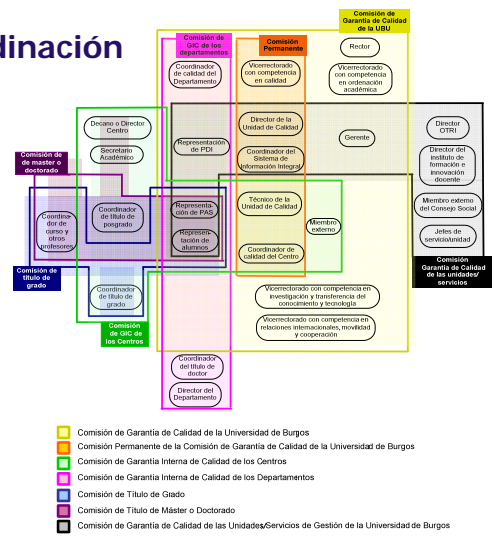 dinación
Comisión de
Garantía de Calidad
de la UBU
Comisión de
GIC de los
departamentos
Comisión
Permanente
Rector
Coordinador
de calidad del
Departamento
Vicerrectorado
con competencia
en calidad
Vicerrectorado
con competencia
en ordenación
académica
Decano o Director
Centro
Secretario
Académico
Representación
de PDI
Director de la
Unidad de Calidad
Coordinador del
Sistema de
Información Integral
Gerente
Director
OTRI
Director del
instituto de
formación e
innovación
docente
Miembro externo
del Consejo Social
Jefes de
servicio/unidad
Comisión
Garantía de Calidad
de las unidades/
servicios
Comisión de
de master o
doctorado
Coordina-
dor de
curso y
otros
profesores
Coordinador
de título de
posgrado
Representa-
ción de PAS
Represen-
tación de
alumnos
Técnico de la
Unidad de Calidad
Miembro
externo
Coordinador de
calidad del Centro
Comisión de
título de
grado
Coordinador
de título de
grado
Comisión
de GIC de
los Centros
Vicerrectorado con competencia en
investigación y transferencia del
conocimiento y tecnología
Vicerrectorado con competencia en
relaciones internacionales, movilidad
y cooperación
Coordinador
del título de
doctor
Director del
Departamento
Comisión de Garantía de Calidad de la Universidad de Burgos
Comisión Permanente de la Comisión de Garantía de Calidad de la Universidad de Burgos
Comisión de Garantía Interna de Calidad de los Centros
Comisión de Garantía Interna de Calidad de los Departamentos
Comisión de Título de Grado
Comisión de Título de Máster o Doctorado
Comisión de Garantía de Calidad de las Unidades/Servicios de Gestión de la Universidad de Burgos